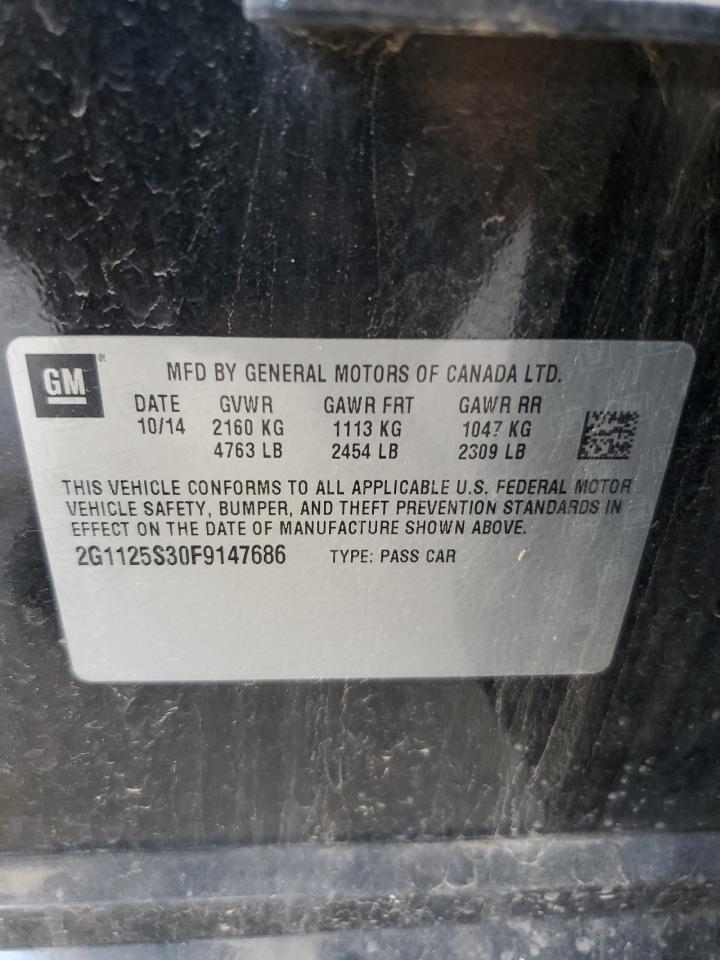 GM ®
MFD BY GENERAL MOTORS OF CANADA LTD.
DATE GVWR GAWR FRT GAWR RR
10/14 2160 KG 1113 KG 1047 KG
4763 LB 2454 LB 2309 LB
THIS VEHICLE CONFORMS TO ALL APPLICABLE U.S. FEDERAL MOTOR
VEHICLE SAFETY, BUMPER, AND THEFT PREVENTION STANDARDS IN
EFFECT ON THE DATE OF MANUFACTURE SHOWN ABOVE.
2G1125S30F9147686 TYPE: PASS CAR